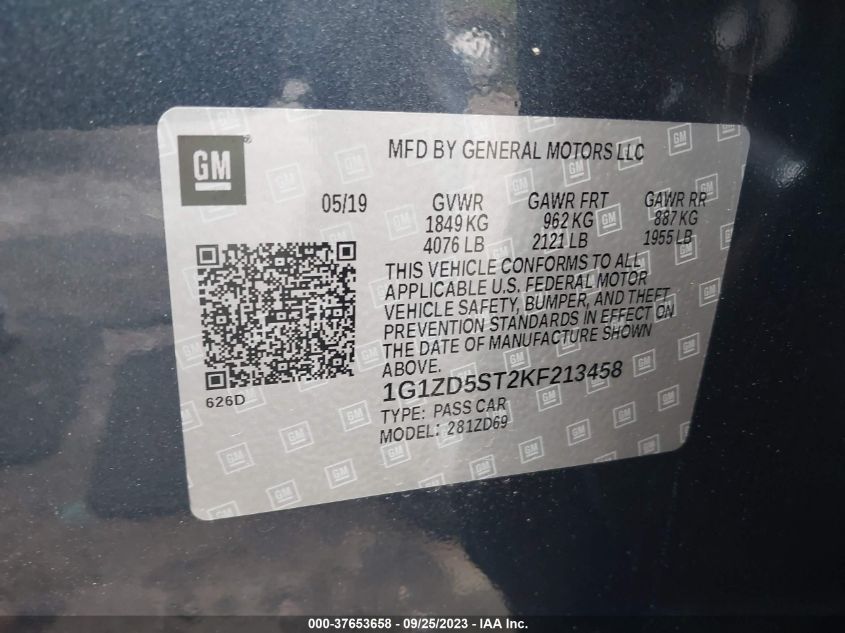 GM
®
MFD BY GENERAL MOTORS LLC
05/19 GVWR GAWR FRT GAWR RR
1849 KG 962 KG 887 KG
4076 LB 2121 LB 1955 LB
THIS VEHICLE CONFORMS TO ALL
APPLICABLE U.S. FEDERAL MOTOR
VEHICLE SAFETY, BUMPER, AND THEFT
PREVENTION STANDARDS IN EFFECT ON
THE DATE OF MANUFACTURE SHOWN
ABOVE.
626D
1G1ZD5ST2KF213458
TYPE: PASS CAR
MODEL: 281ZD69
000-37653658 - 09/25/2023 - IAA Inc.